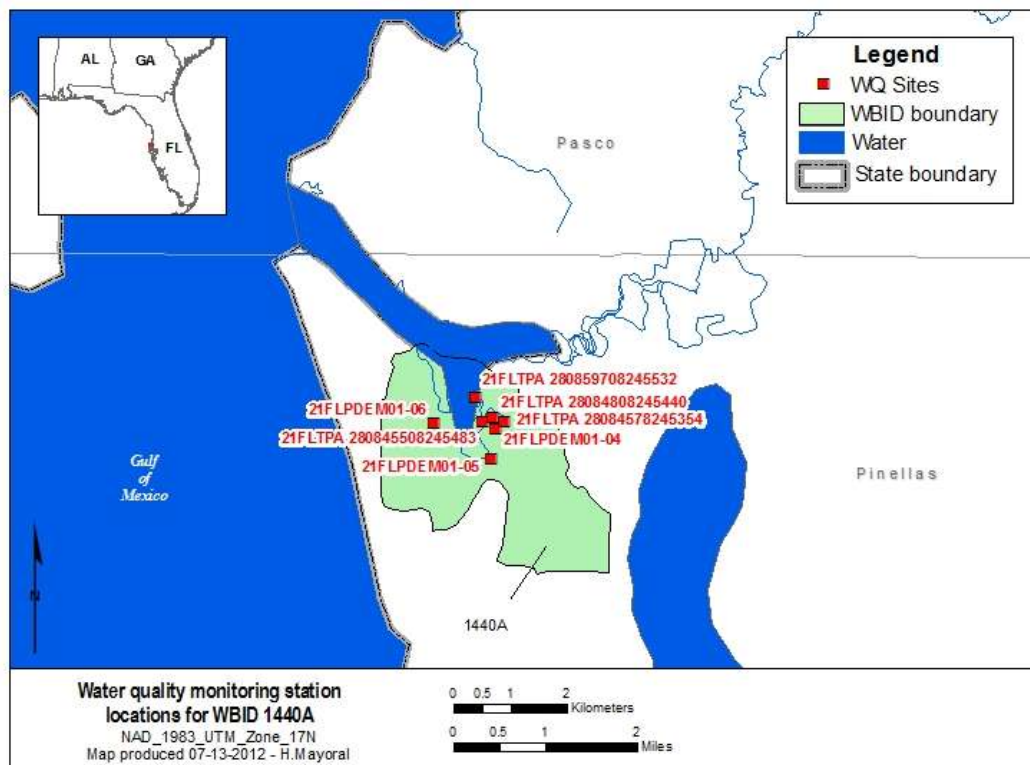 AL
GA
FL
Legend
WQ Sites
WBID boundary
Water
State boundary
Pasco
21FLTPA 280859708245532
21FLTPA 28084808245440
21FLPDEM01-06
21FLTPA 28084578245354
21FLTPA 280845508245483
21FLPDEM01-04
21FLPDEM01-05
Gulf
of
Mexico
Pinellas
N
1440A
Water quality monitoring station
locations for WBID 1440A
NAD_1983_UTM_Zone_17N
Map produced 07-13-2012 - H.Mayoral
0 0.5 1 2
Kilometers
0 0.5 1 2
Miles